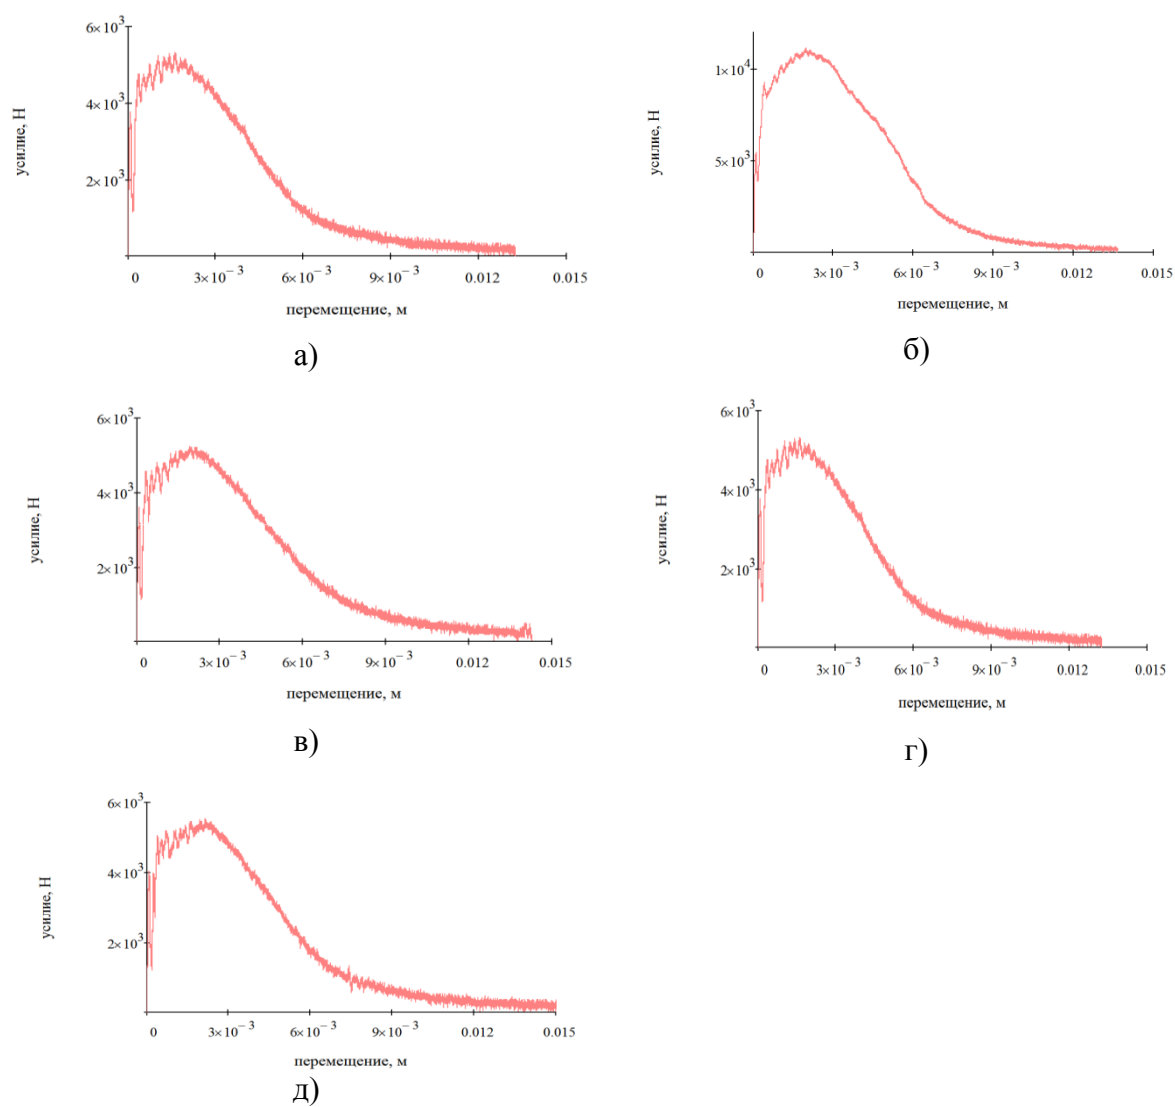 6×10³
4×10³
2×10³
усилие, Н
0 3×10⁻³ 6×10⁻³ 9×10⁻³ 0.012 0.015
перемещение, м
а)
1×10⁴
5×10³
усилие, Н
0 3×10⁻³ 6×10⁻³ 9×10⁻³ 0.012 0.015
перемещение, м
б)
6×10³
4×10³
2×10³
усилие, Н
0 3×10⁻³ 6×10⁻³ 9×10⁻³ 0.012 0.015
перемещение, м
в)
6×10³
4×10³
2×10³
усилие, Н
0 3×10⁻³ 6×10⁻³ 9×10⁻³ 0.012 0.015
перемещение, м
г)
6×10³
4×10³
2×10³
усилие, Н
0 3×10⁻³ 6×10⁻³ 9×10⁻³ 0.012 0.015
перемещение, м
д)